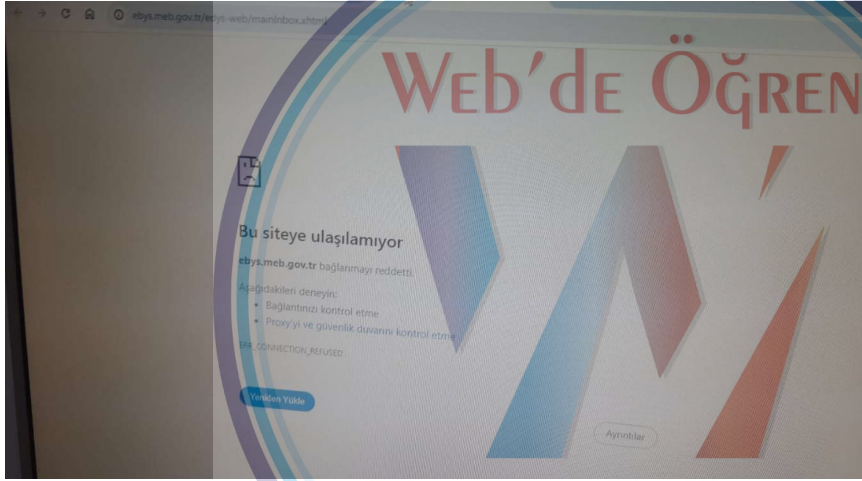 ebys.meb.gov.tr/edys-web/mainInbox.xhtml
Web'de Öğren
Bu siteye ulaşılamıyor
ebys.meb.gov.tr bağlanmayı reddetti.
Aşağıdakileri deneyin:
• Bağlantınızı kontrol etme
• Proxy'yi ve güvenlik duvarını kontrol etme
ERR_CONNECTION_REFUSED
Yeniden Yükle
Ayrıntılar